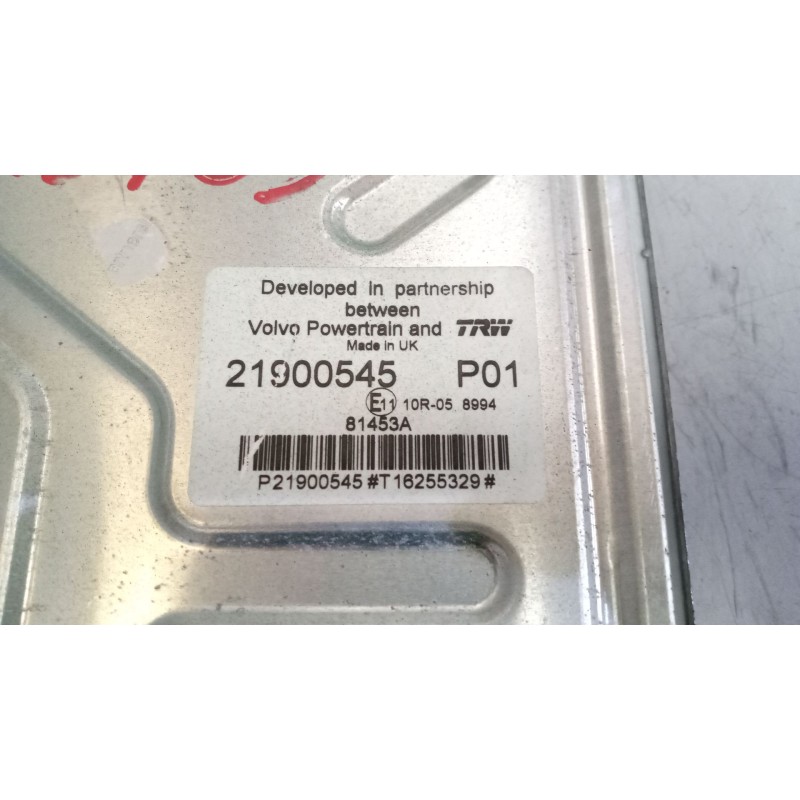 Developed in partnership
between
Volvo Powertrain and TRW
Made in UK
21900545 P01
E11 10R-05 8994
81453A
P21900545#T16255329#